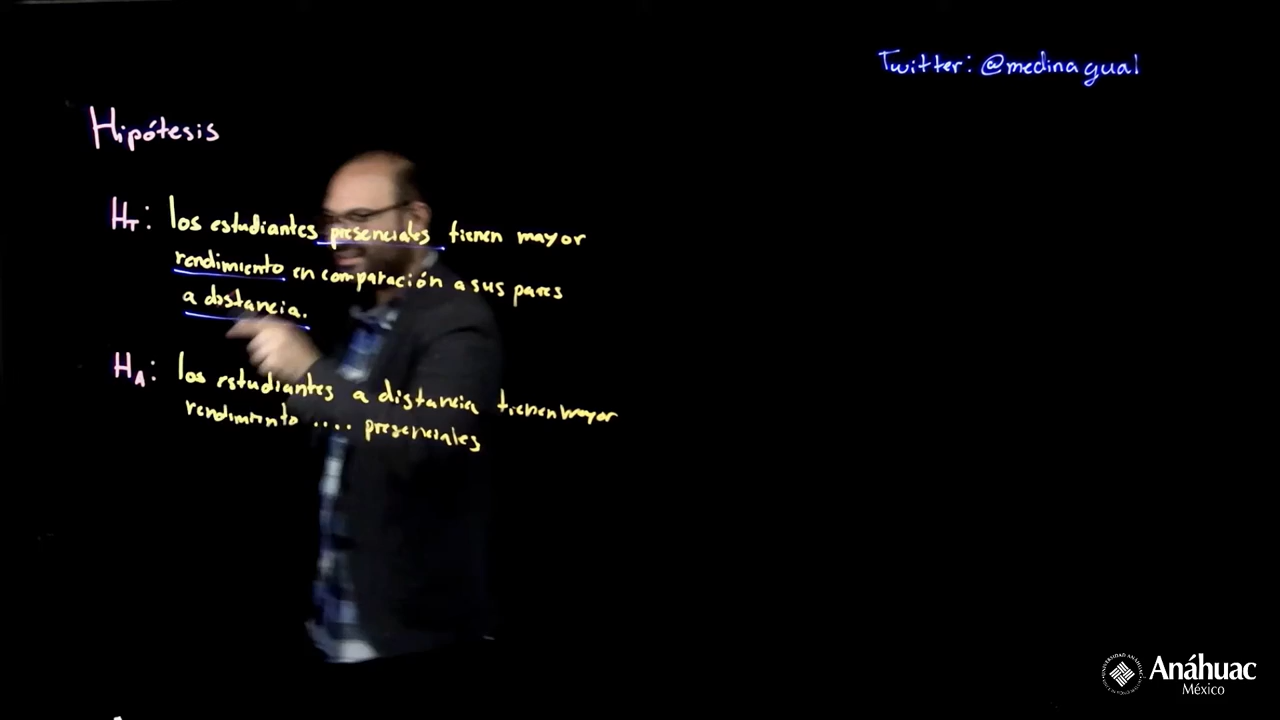 Twitter: @medinagual
Hipótesis
HT: los estudiantes presenciales tienen mayor
rendimiento en comparación a sus pares
a distancia.
HA: los estudiantes a distancia tienen mayor
rendimiento .... presenciales
Anáhuac
México